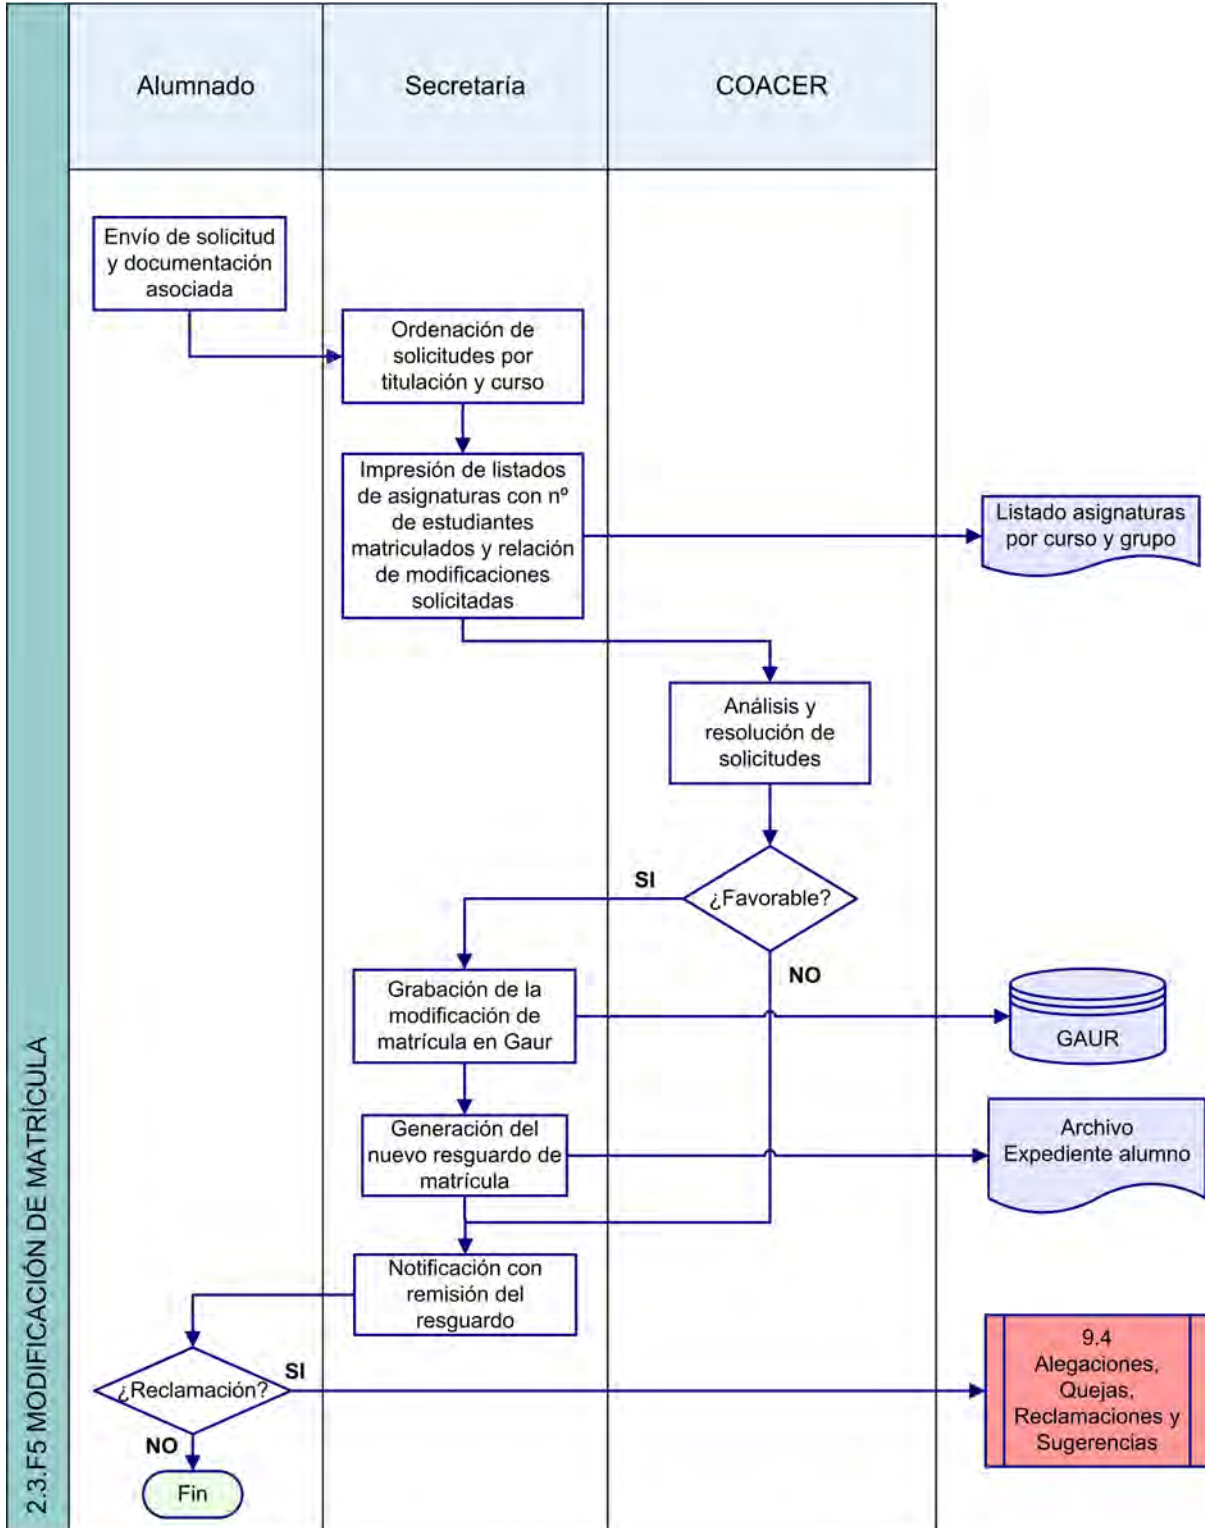 2.3.F5 MODIFICACIÓN DE MATRÍCULA
Alumnado
Secretaría
COACER
Envío de solicitud
y documentación
asociada
Ordenación de
solicitudes por
titulación y curso
Impresión de listados
de asignaturas con nº
de estudiantes
matriculados y relación
de modificaciones
solicitadas
Listado asignaturas
por curso y grupo
Análisis y
resolución de
solicitudes
¿Favorable?
SI
NO
Grabación de la
modificación de
matrícula en Gaur
GAUR
Generación del
nuevo resguardo de
matrícula
Archivo
Expediente alumno
Notificación con
remisión del
resguardo
¿Reclamación?
SI
NO
9.4
Alegaciones,
Quejas,
Reclamaciones y
Sugerencias
Fin